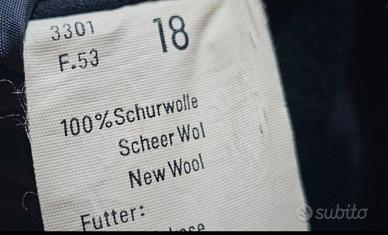 3301
18
F.53
100%Schurwolle
Scheer Wol
New Wool
Futter:
subito